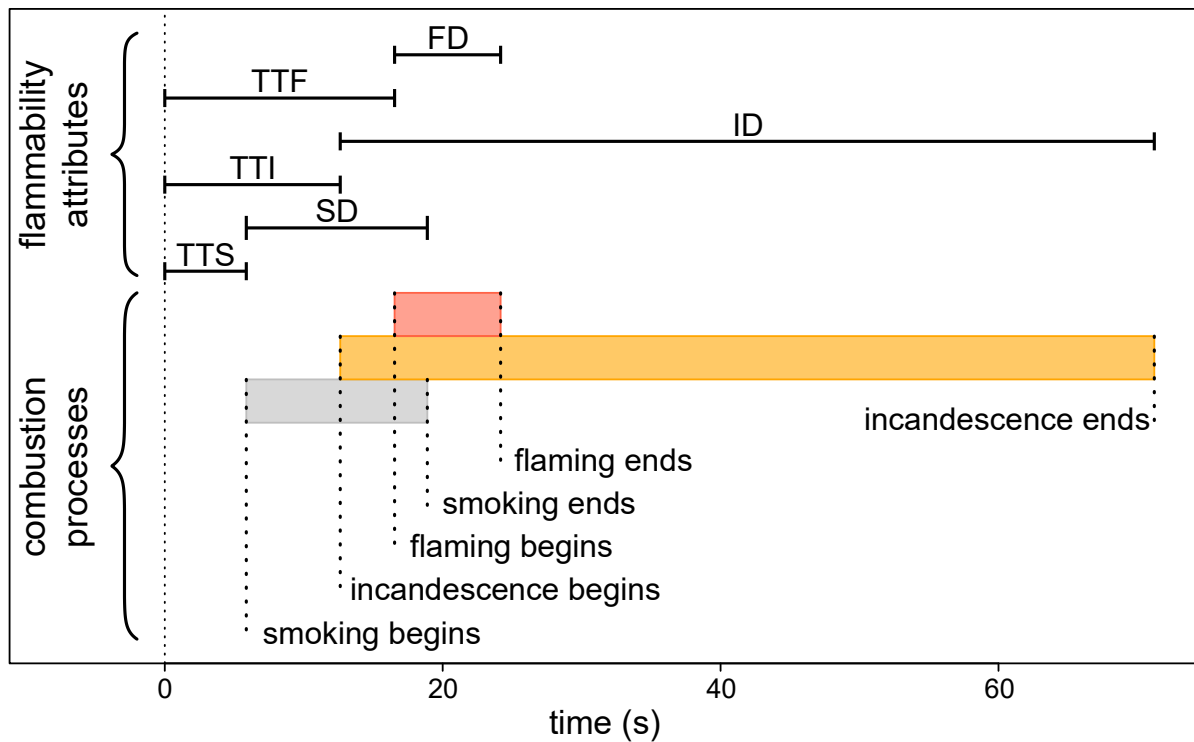 flammability
attributes
FD
TTF
ID
TTI
SD
TTS
combustion
processes
incandescence ends
flaming ends
smoking ends
flaming begins
incandescence begins
smoking begins
0 20 40 60
time (s)